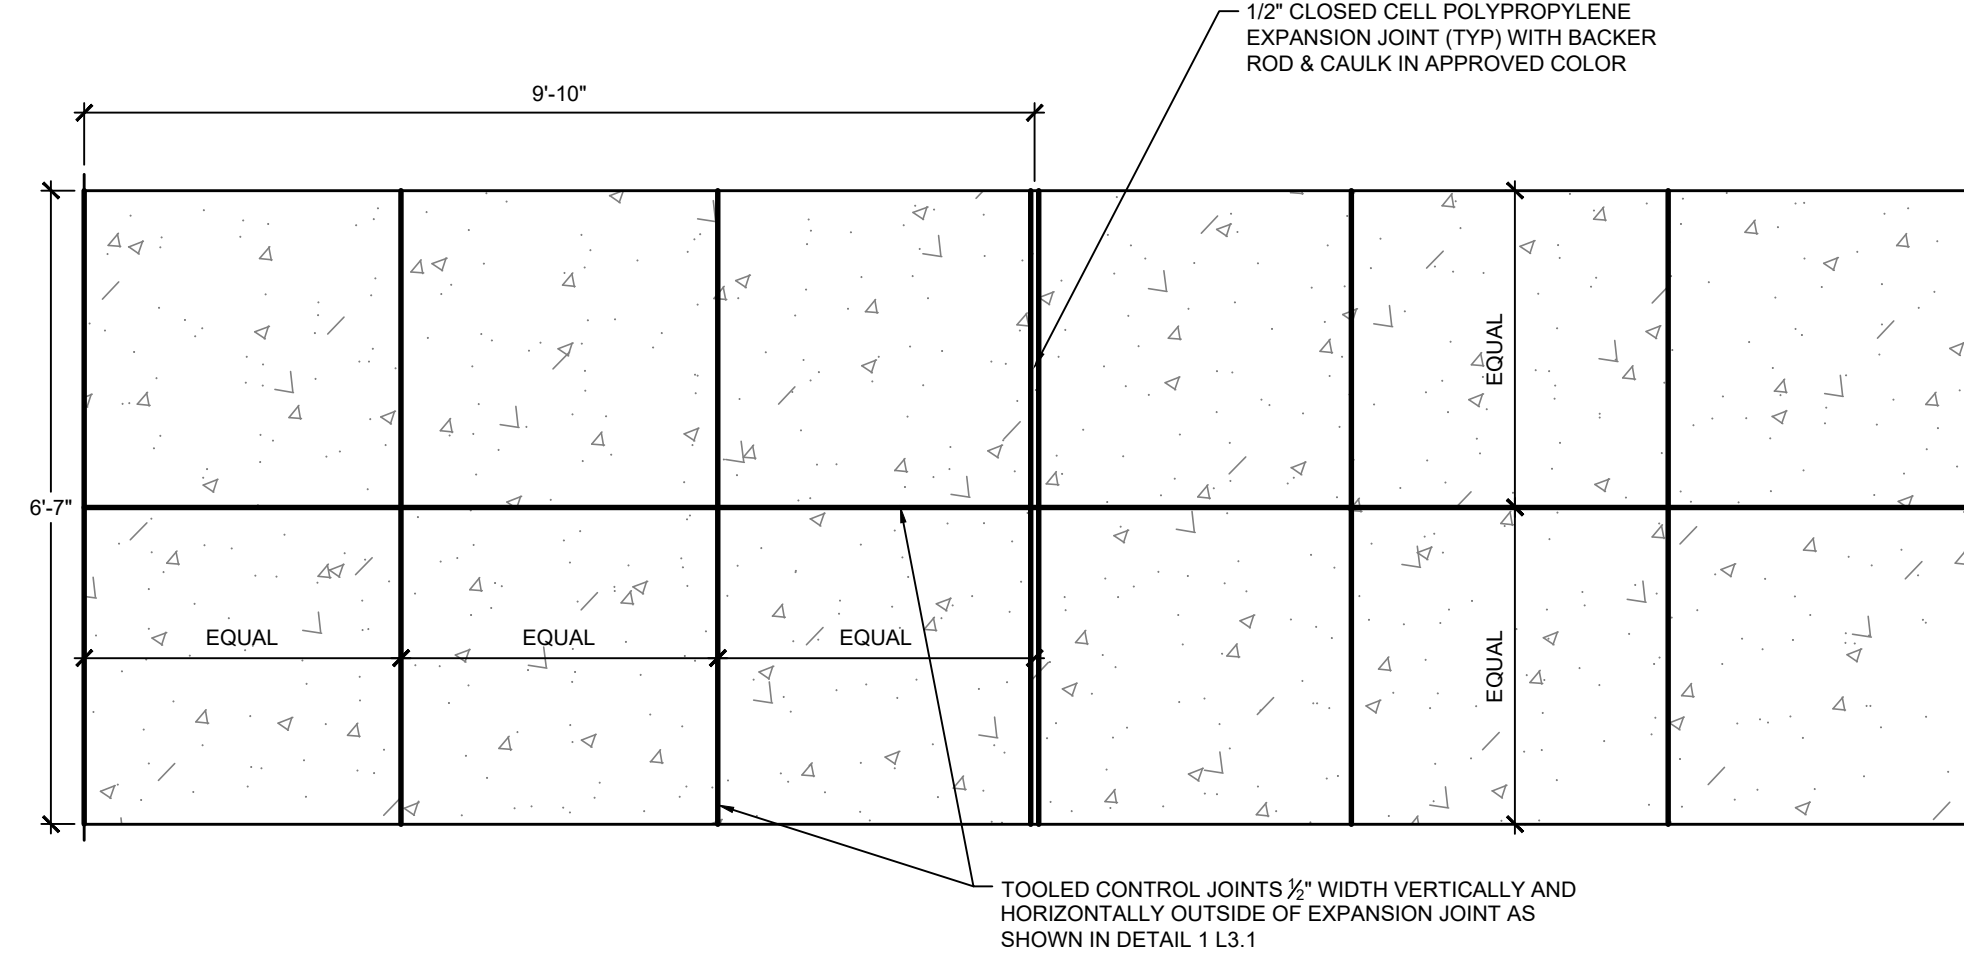 1/2" CLOSED CELL POLYPROPYLENE
EXPANSION JOINT (TYP) WITH BACKER
ROD & CAULK IN APPROVED COLOR
9'-10"
EQUAL
6'-7"
EQUAL
EQUAL
EQUAL
EQUAL
TOOLED CONTROL JOINTS ½" WIDTH VERTICALLY AND
HORIZONTALLY OUTSIDE OF EXPANSION JOINT AS
SHOWN IN DETAIL 1 L3.1